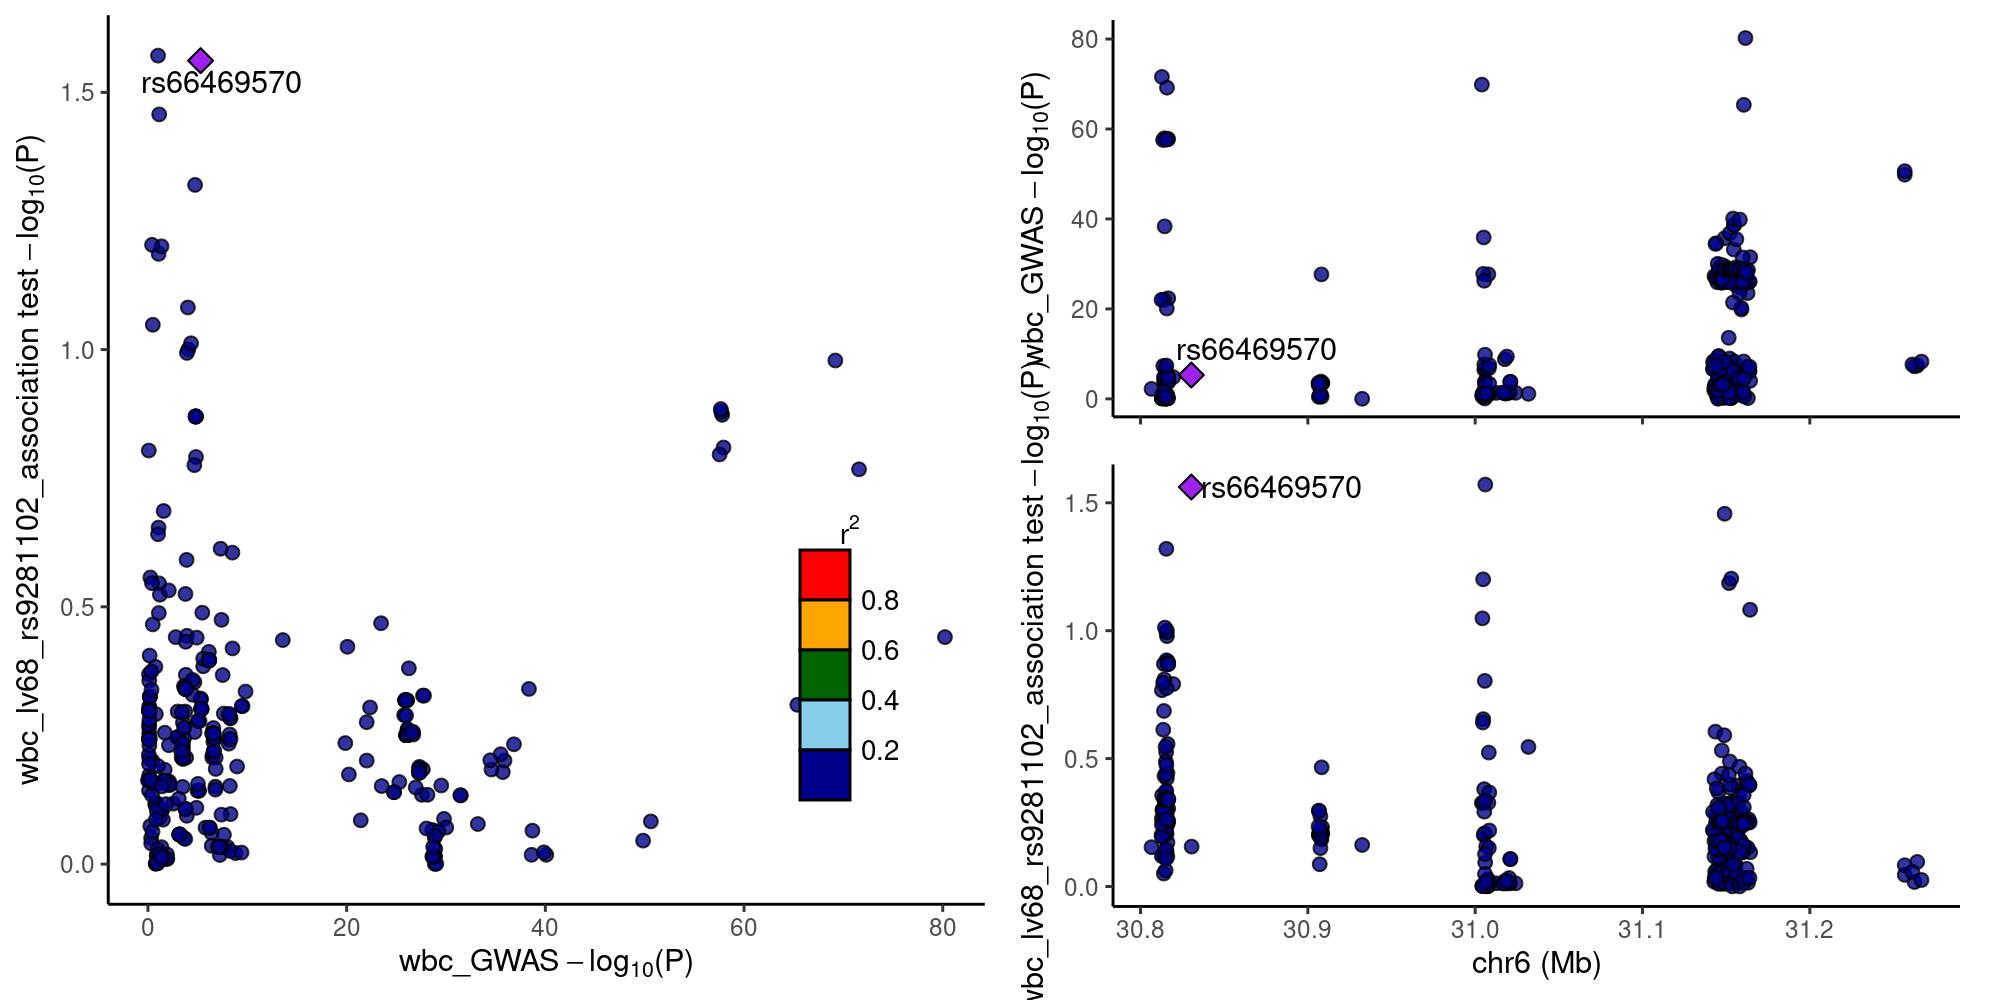 wbc_lv68_rs9281102_association test −log10(P)
1.5
1.0
0.5
0.0
rs66469570
r2
0.8
0.6
0.4
0.2
0 20 40 60 80
wbc_GWAS −log10(P)
wbc_GWAS −log10(P)
80
60
40
20
0
rs66469570
wbc_lv68_rs9281102_association test −log10(P)
1.5
1.0
0.5
0.0
rs66469570
30.8 30.9 31.0 31.1 31.2
chr6 (Mb)